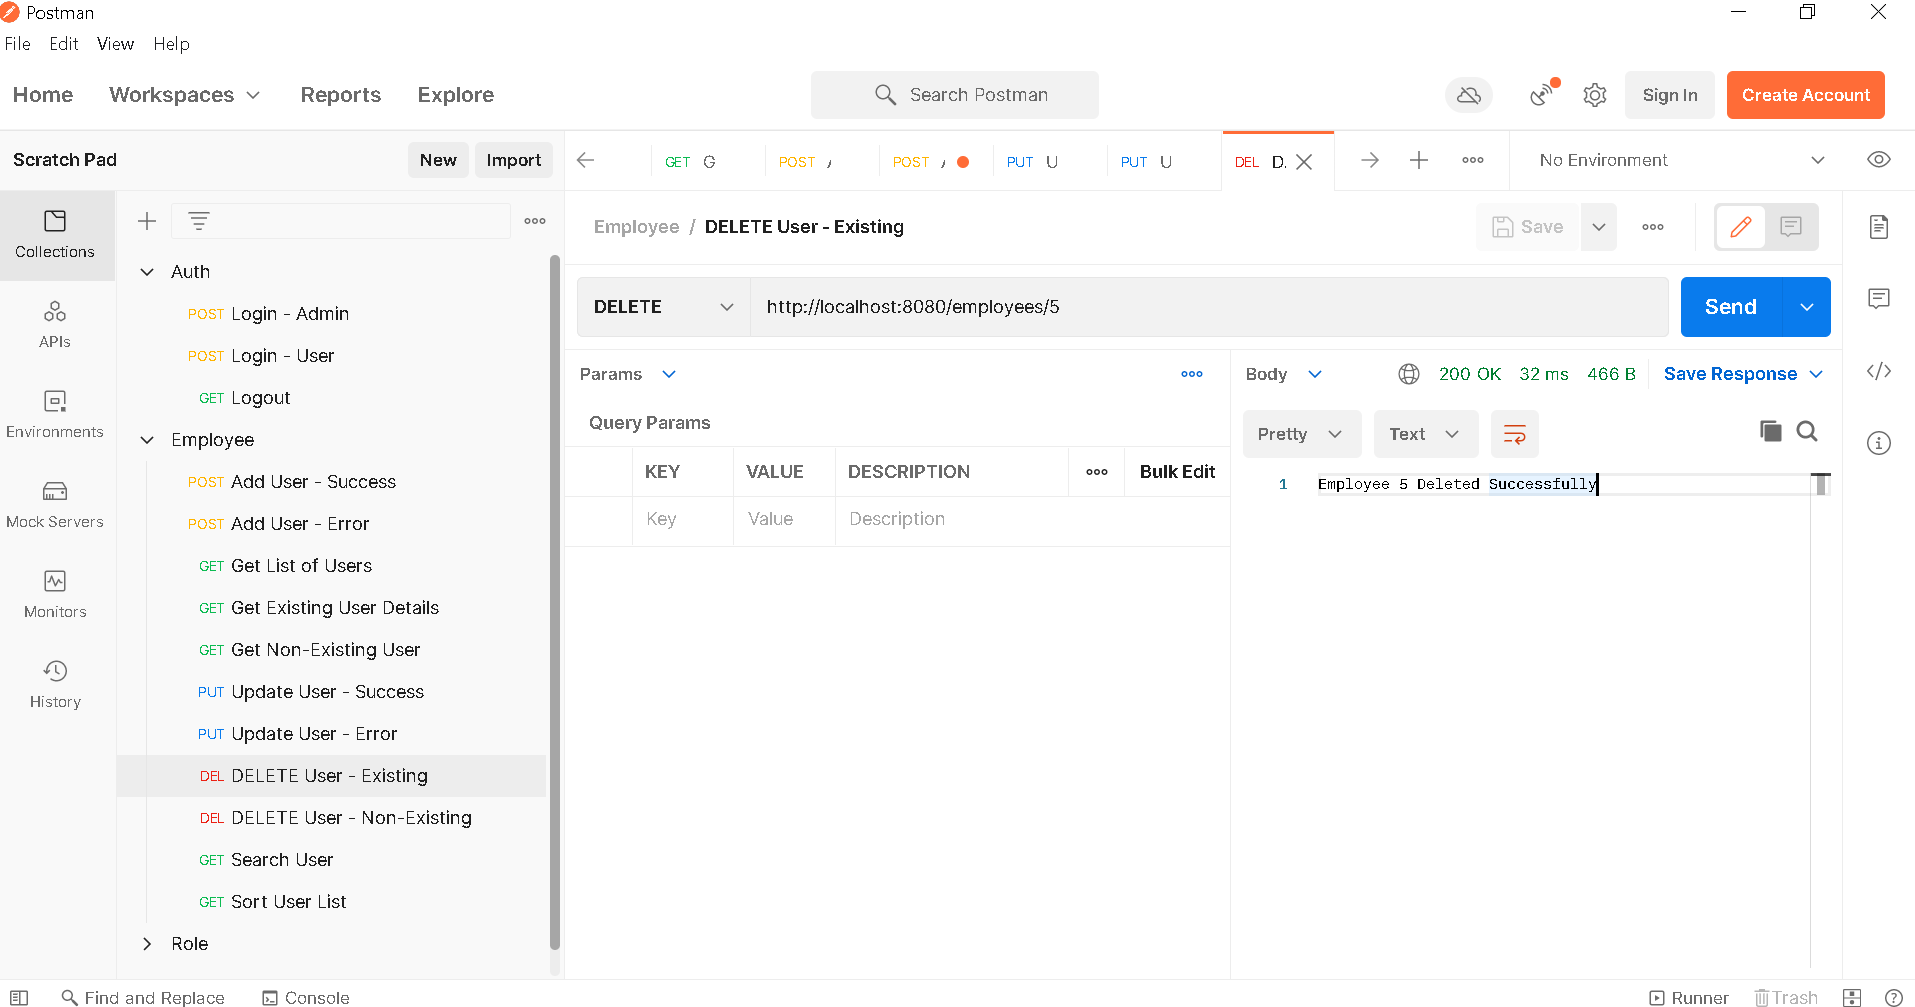 Postman
File Edit View Help
Home Workspaces Reports Explore Search Postman Sign In Create Account
Scratch Pad New Import GET G POST POST PUT U PUT U DEL D. No Environment
Collections
APIs
Environments
Mock Servers
Monitors
History
Auth
POST Login - Admin
POST Login - User
GET Logout
Employee
POST Add User - Success
POST Add User - Error
GET Get List of Users
GET Get Existing User Details
GET Get Non-Existing User
PUT Update User - Success
PUT Update User - Error
DEL DELETE User - Existing
DEL DELETE User - Non-Existing
GET Search User
GET Sort User List
Role
Employee / DELETE User - Existing Save
DELETE http://localhost:8080/employees/5 Send
Params
Query Params
KEY VALUE DESCRIPTION Bulk Edit
Key Value Description
Body 200 OK 32 ms 466 B Save Response
Pretty Text
1 Employee 5 Deleted Successfully
Find and Replace Console Runner Trash